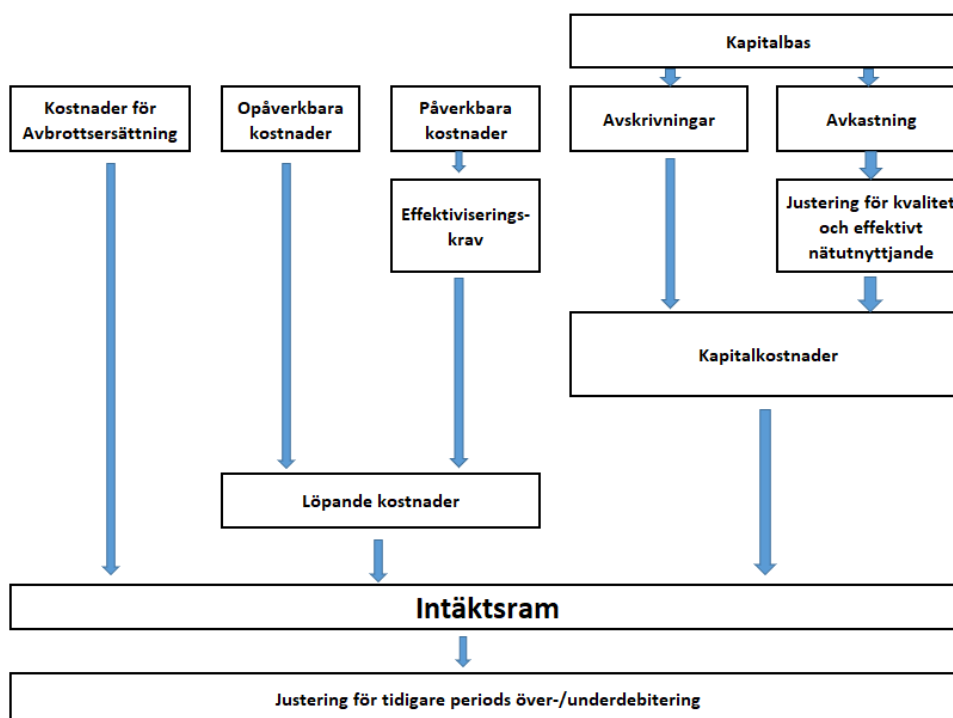 Kapitalbas
Kostnader för
Avbrottsersättning
Opåverkbara
kostnader
Påverkbara
kostnader
Avskrivningar
Avkastning
Effektiviserings-
krav
Justering för kvalitet
och effektivt
nätutnyttjande
Kapitalkostnader
Löpande kostnader
Intäktsram
Justering för tidigare periods över-/underdebitering